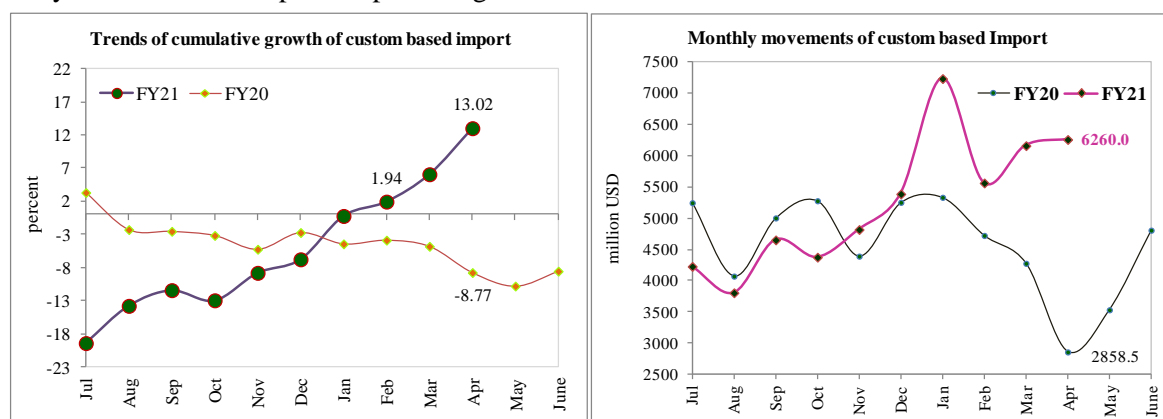 Trends of cumulative growth of custom based import
22
17
12
7
2
-3
-8
-13
-18
-23
percent
FY21
FY20
13.02
1.94
-8.77
Jul
Aug
Sep
Oct
Nov
Dec
Jan
Feb
Mar
Apr
May
June
Monthly movements of custom based Import
7500
7000
6500
6000
5500
5000
4500
4000
3500
3000
2500
million USD
FY20
FY21
6260.0
2858.5
Jul
Aug
Sep
Oct
Nov
Dec
Jan
Feb
Mar
Apr
May
June